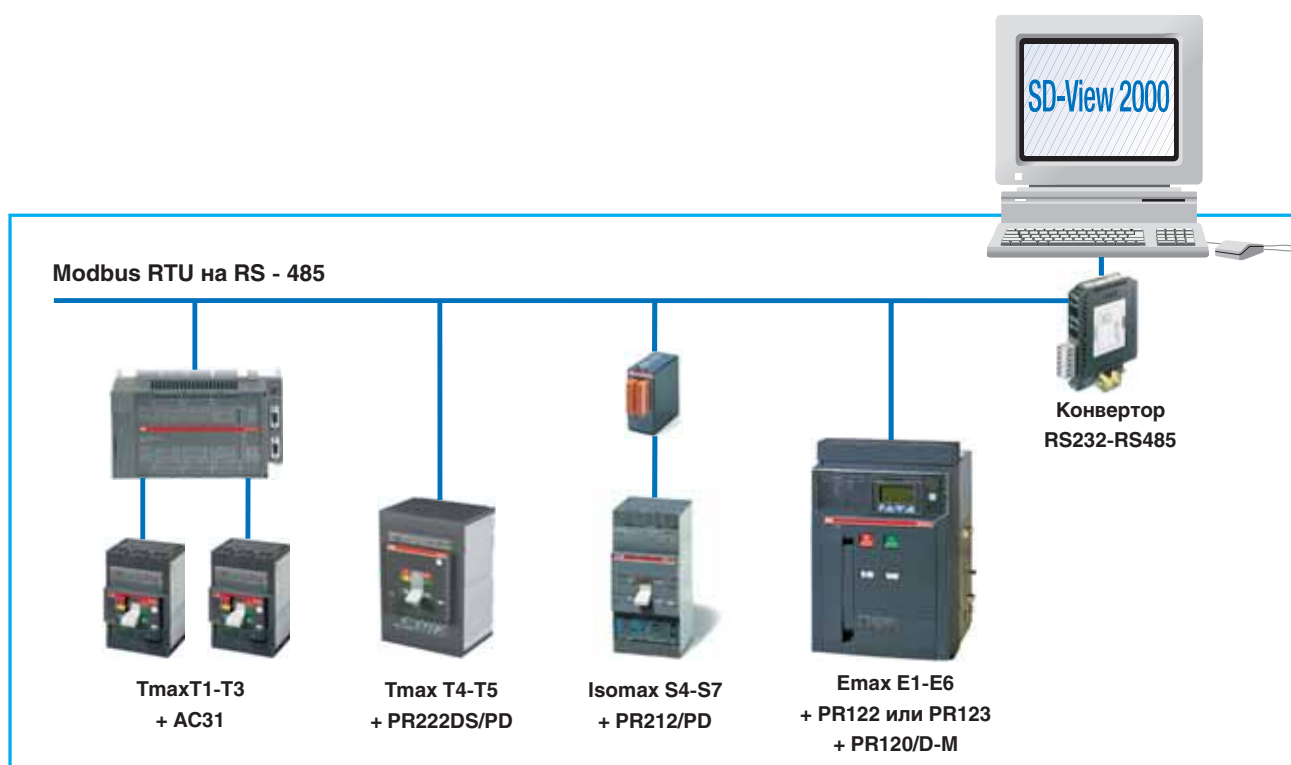 SD-View 2000
Modbus RTU на RS - 485
Конвертор
RS232-RS485
TmaxT1-T3
+ AC31
Tmax T4-T5
+ PR222DS/PD
Isomax S4-S7
+ PR212/PD
Emax E1-E6
+ PR122 или PR123
+ PR120/D-M